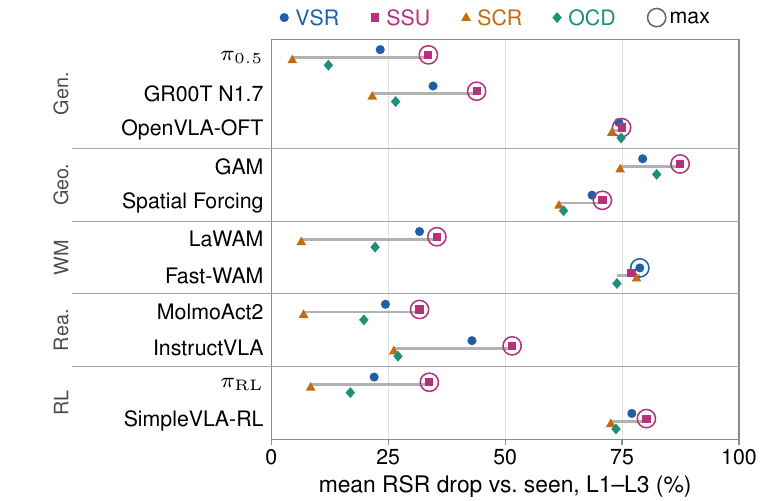 VSR SSU SCR OCD max
Gen.
π0.5
GR00T N1.7
OpenVLA-OFT
Geo.
GAM
Spatial Forcing
WM
LaWAM
Fast-WAM
Rea.
MolmoAct2
InstructVLA
RL
πRL
SimpleVLA-RL
0 25 50 75 100
mean RSR drop vs. seen, L1–L3 (%)